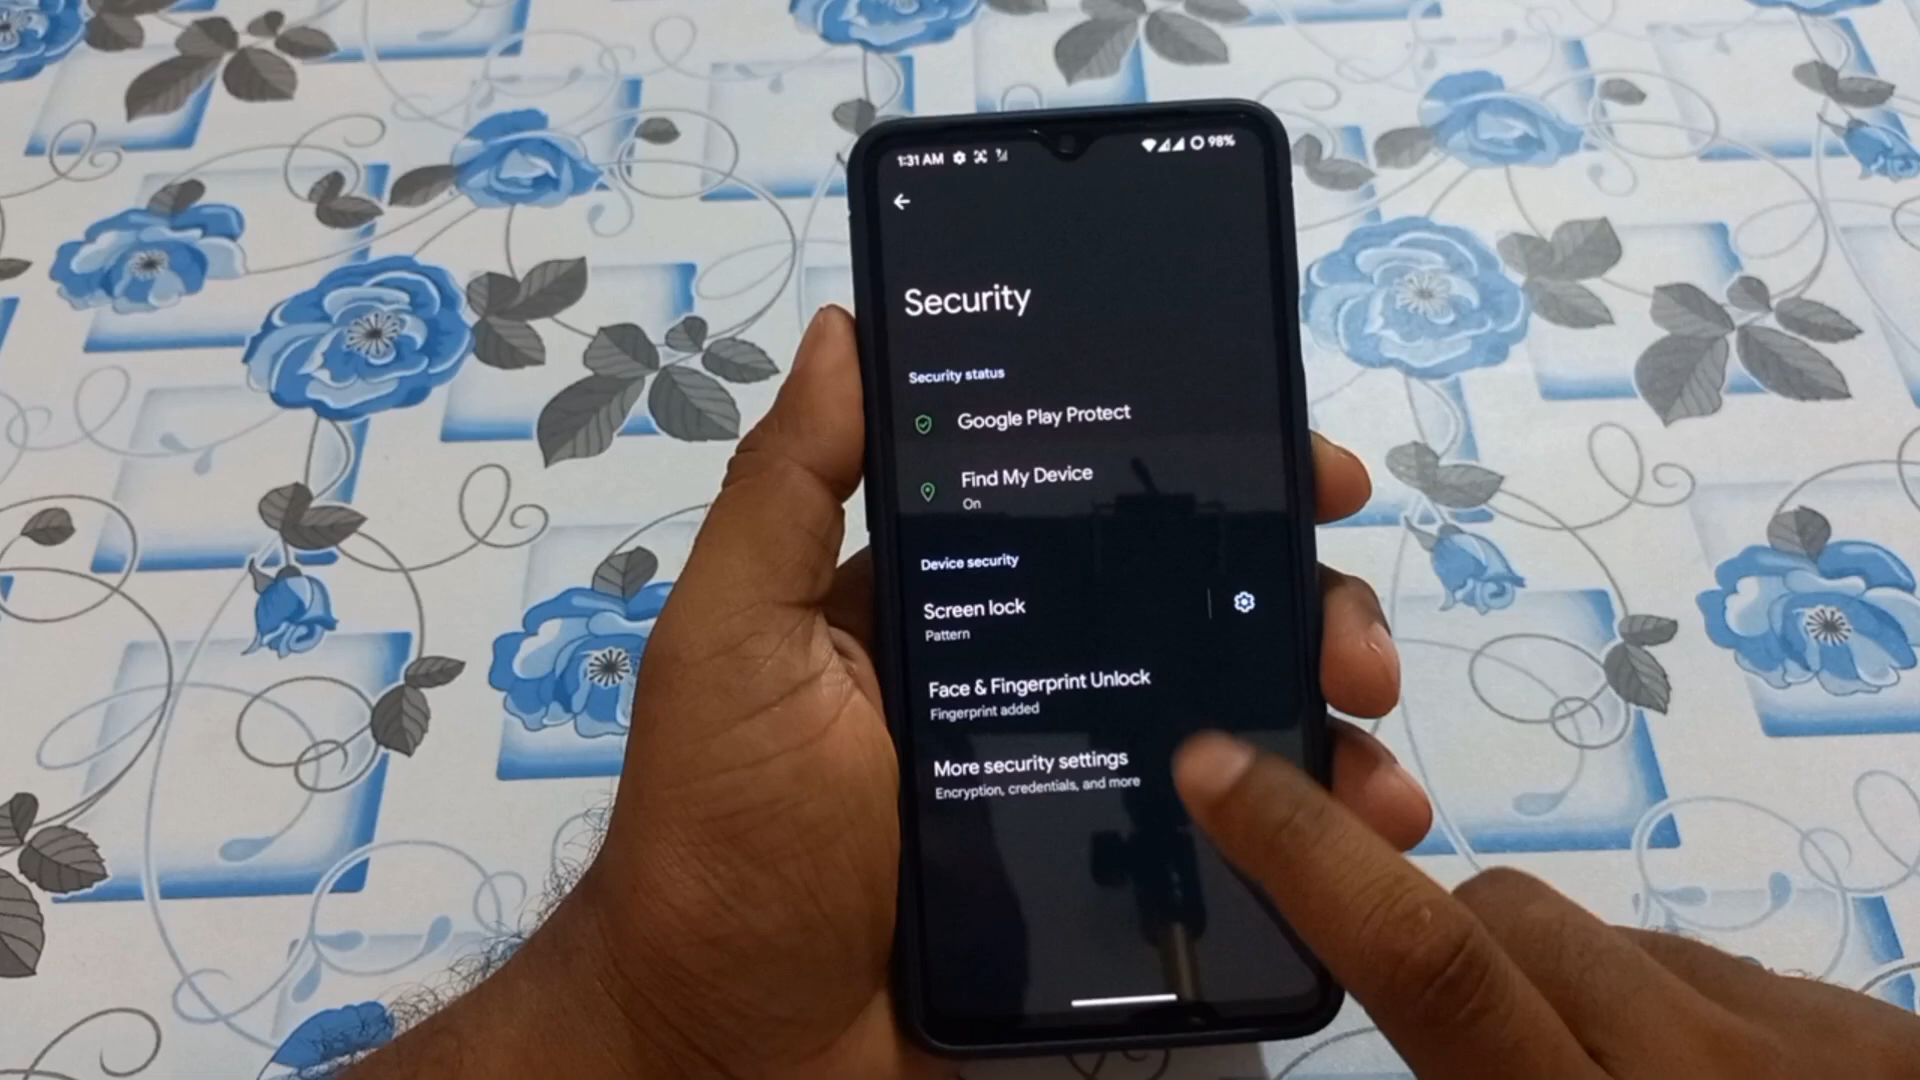 1:31 AM 98%
Security
Security status
Google Play Protect
Find My Device
On
Device security
Screen lock
Pattern
Face & Fingerprint Unlock
Fingerprint added
More security settings
Encryption, credentials, and more